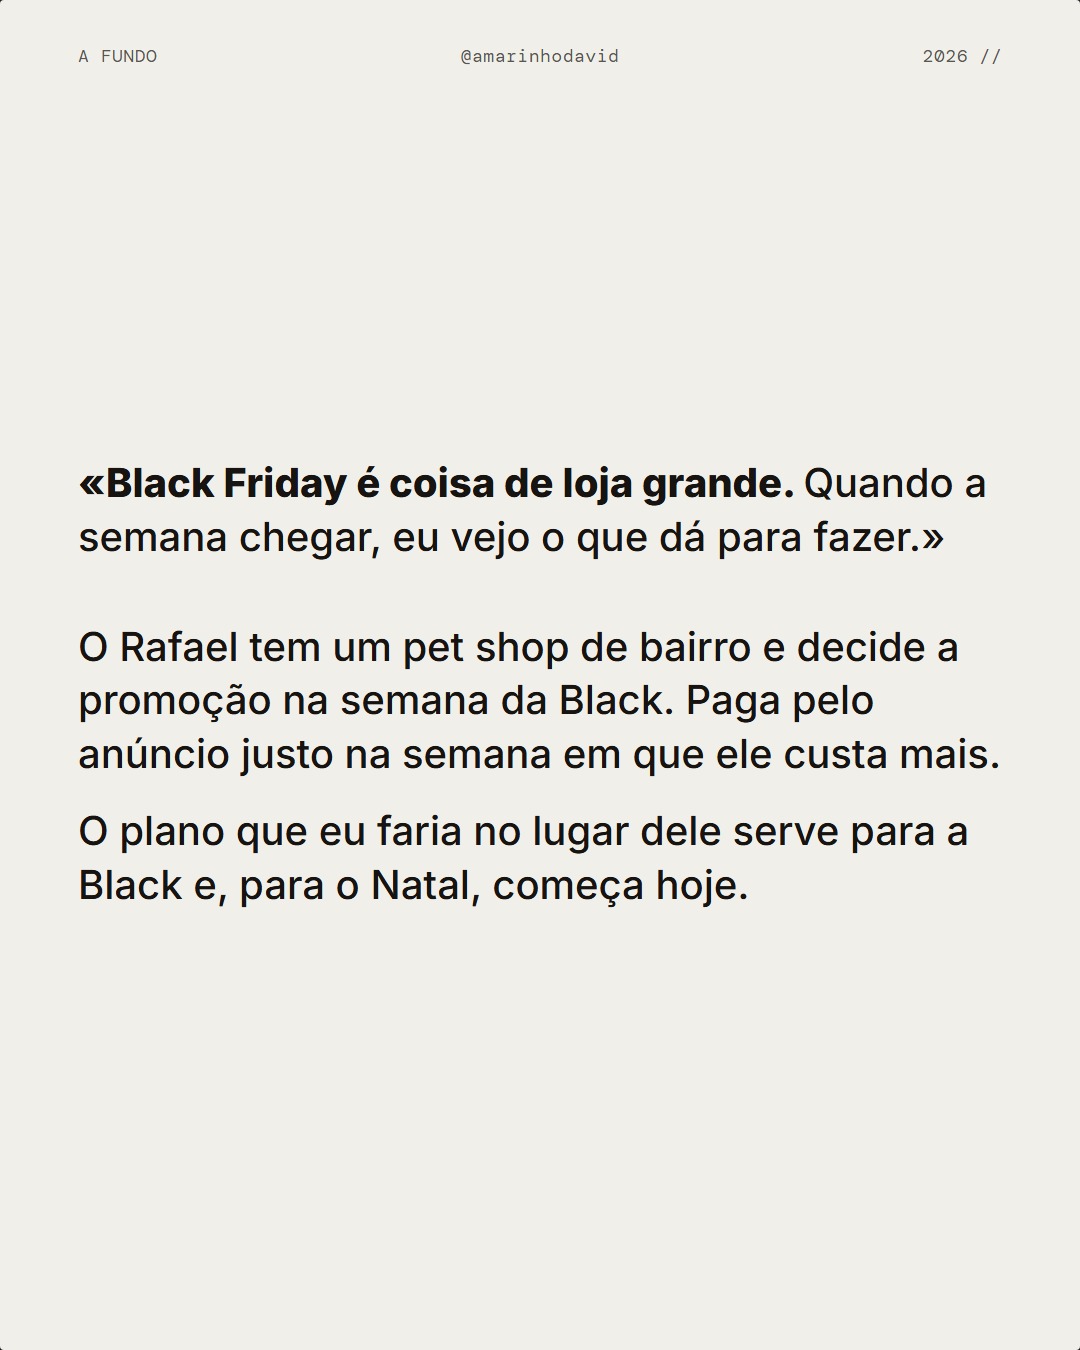 A FUNDO
@amarinhodavid
2026 //
«Black Friday é coisa de loja grande. Quando a
semana chegar, eu vejo o que dá para fazer.»
O Rafael tem um pet shop de bairro e decide a
promoção na semana da Black. Paga pelo
anúncio justo na semana em que ele custa mais.
O plano que eu faria no lugar dele serve para a
Black e, para o Natal, começa hoje.